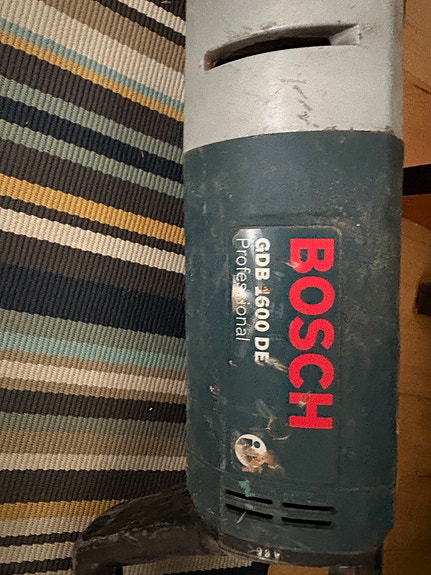 BOSCH
GDB 1600 DE
Professional